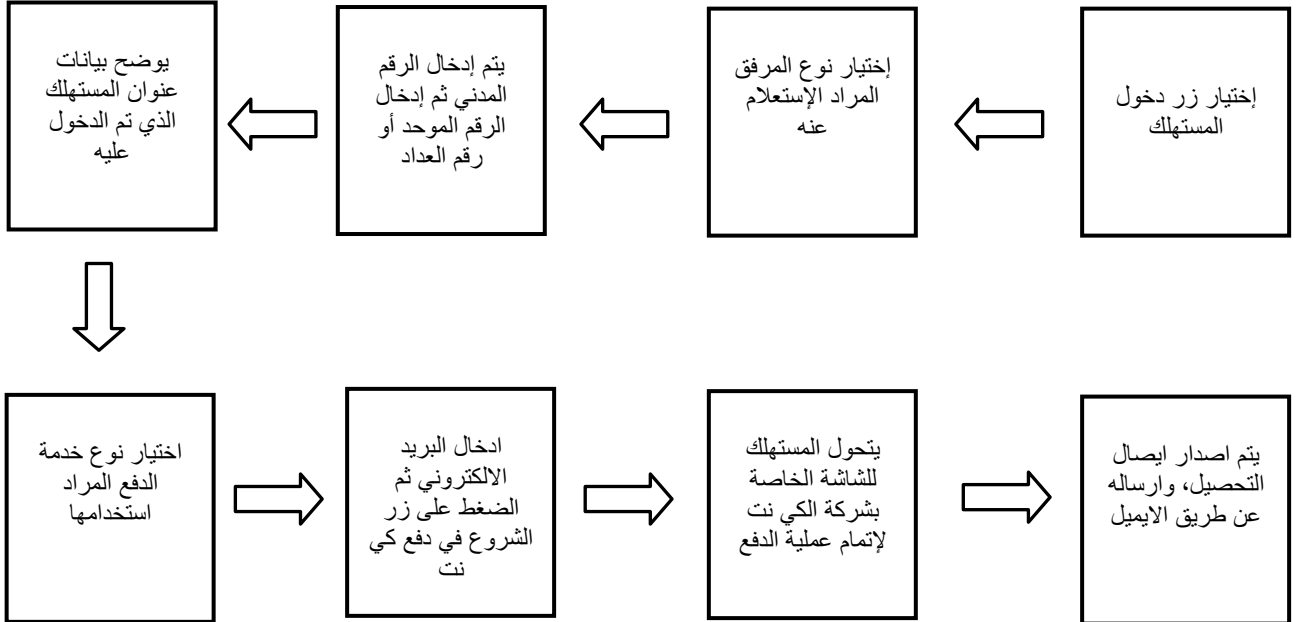 إختيار زر دخول
المستهلك
إختيار نوع المرفق
المراد الإستعلام
عنه
يتم إدخال الرقم
المدني ثم إدخال
الرقم الموحد أو
رقم العداد
يوضح بيانات
عنوان المستهلك
الذي تم الدخول
عليه
اختيار نوع خدمة
الدفع المراد
استخدامها
ادخال البريد
الالكتروني ثم
الضغط على زر
الشروع في دفع كي
نت
يتحول المستهلك
للشاشة الخاصة
بشركة الكي نت
لإتمام عملية الدفع
يتم اصدار ايصال
التحصيل، وارساله
عن طريق الايميل